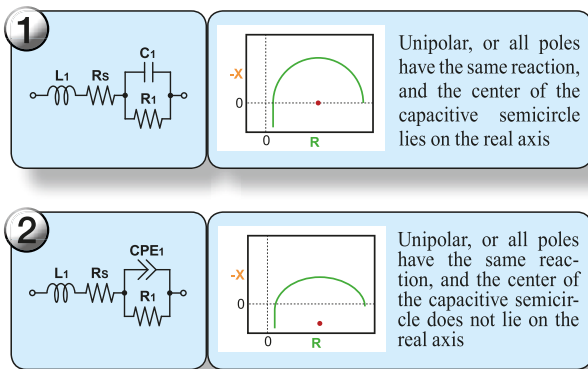 1
L1 Rs C1 R1
-X
0
0
R
Unipolar, or all poles
have the same reaction,
and the center of the
capacitive semicircle
lies on the real axis
2
L1 Rs CPE1 R1
-X
0
0
R
Unipolar, or all poles
have the same reac-
tion, and the center of
the capacitive semicir-
cle does not lie on the
real axis